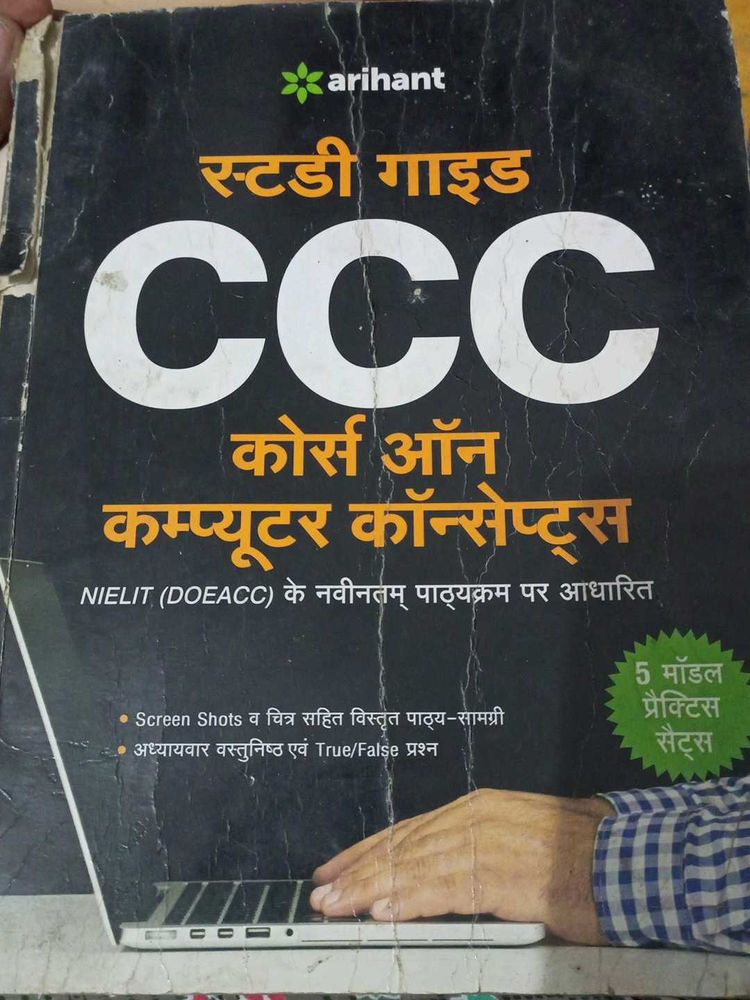 arihant
स्टडी गाइड
CCC
कोर्स ऑन
कम्प्यूटर कॉन्सेप्ट्स
NIELIT (DOEACC) के नवीनतम् पाठ्यक्रम पर आधारित
5 मॉडल
प्रैक्टिस
सैट्स
• Screen Shots व चित्र सहित विस्तृत पाठ्य-सामग्री
• अध्यायवार वस्तुनिष्ठ एवं True/False प्रश्न